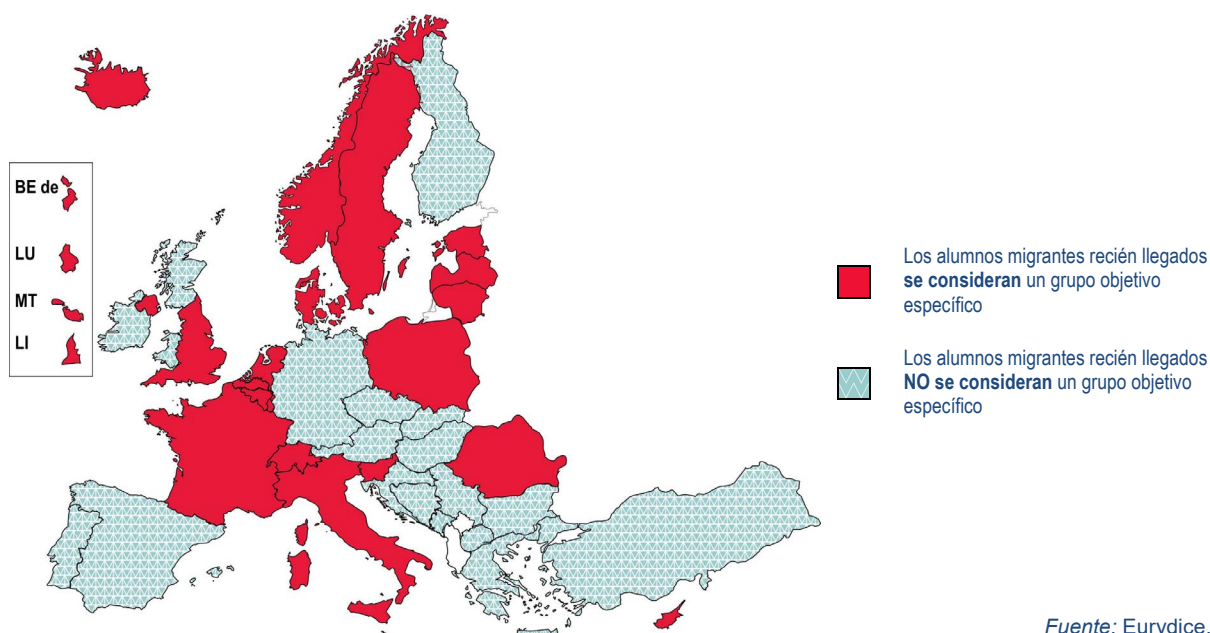 BE de
LU
MT
LI
Los alumnos migrantes recién llegados
se consideran un grupo objetivo
específico
Los alumnos migrantes recién llegados
NO se consideran un grupo objetivo
específico
Fuente: Eurydice.